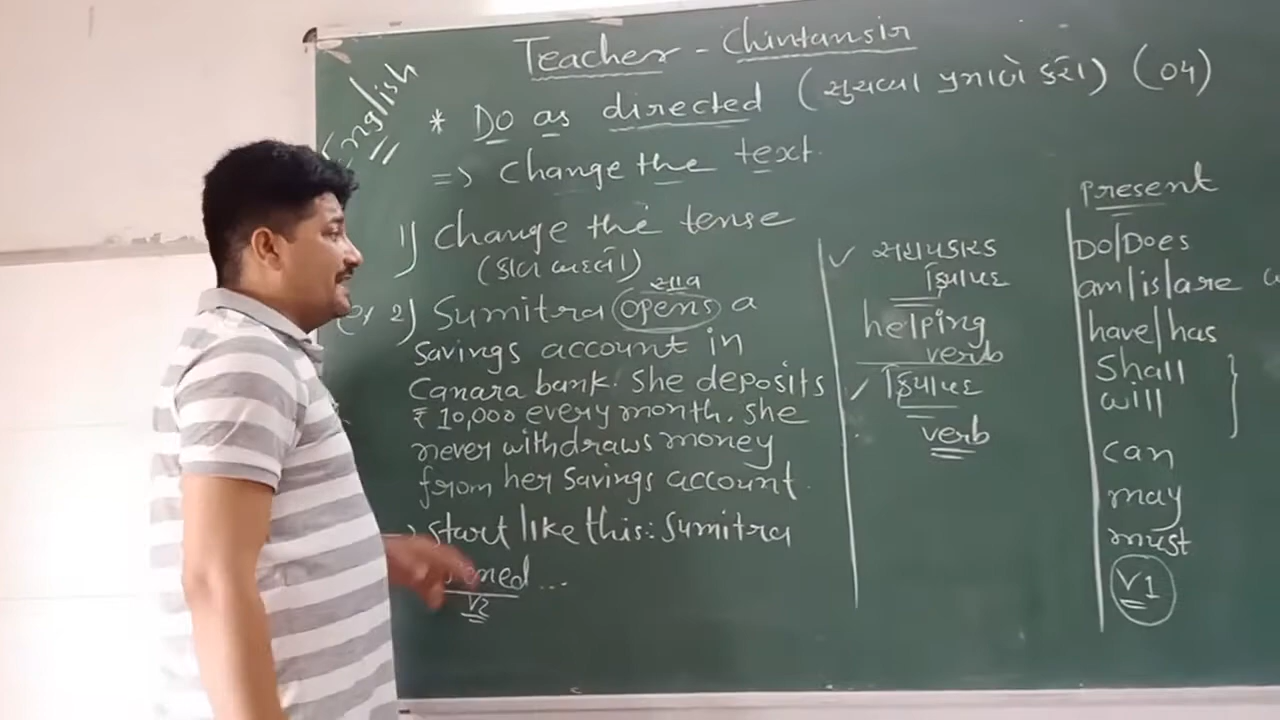 Teacher - Chintansir
English
* Do as directed (સુચવ્યા પ્રમાણે કરો) (04)
=> Change the text.
1) Change the tense
(કાળ બદલો)
સાવ
Ex 2) Sumitra opens a
Savings account in
Canara bank. She deposits
₹ 10,000 every month. She
never withdraws money
from her savings account.
→ start like this: Sumitra
opened ...
V2
✓ સહાયકારક
ક્રિયાપદ
helping
verb
✓ ક્રિયાપદ
verb
Present
Do/Does
am/is/are
have/has
Shall
will
can
may
must
V1